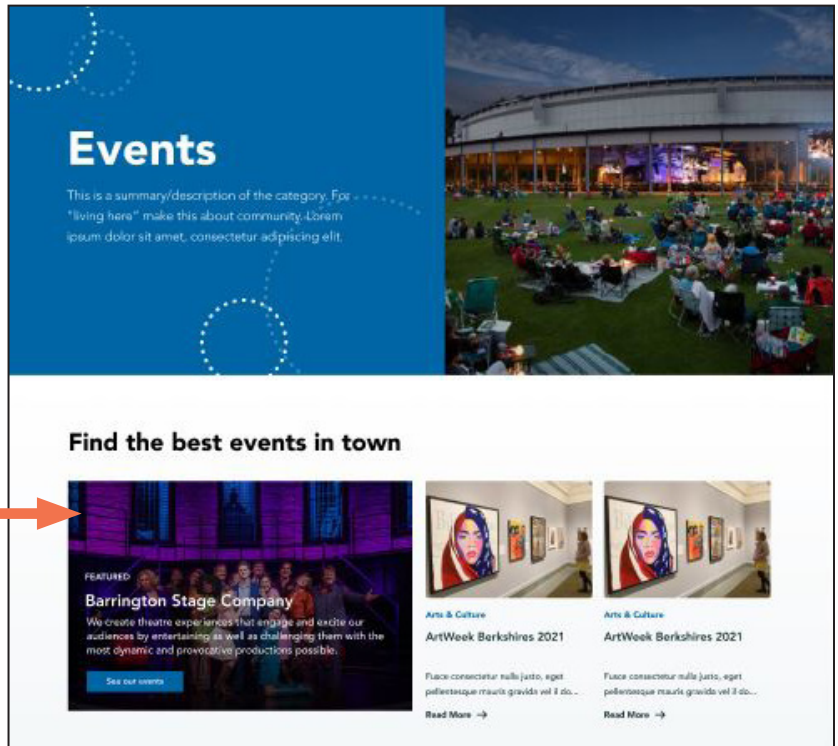 Events
This is a summary/description of the category. For
"living here" make this about community. Lorem
ipsum dolor sit amet, consectetur adipiscing elit.
Find the best events in town
FEATURED
Barrington Stage Company
We create theatre experiences that engage and excite our
audiences by entertaining as well as challenging them with the
most dynamic and provocative productions possible.
See our events
Arts & Culture
ArtWeek Berkshires 2021
Fusce consectetur nulla justo, eget
pellentesque mauris gravida vel il do...
Read More →
Arts & Culture
ArtWeek Berkshires 2021
Fusce consectetur nulla justo, eget
pellentesque mauris gravida vel il do...
Read More →